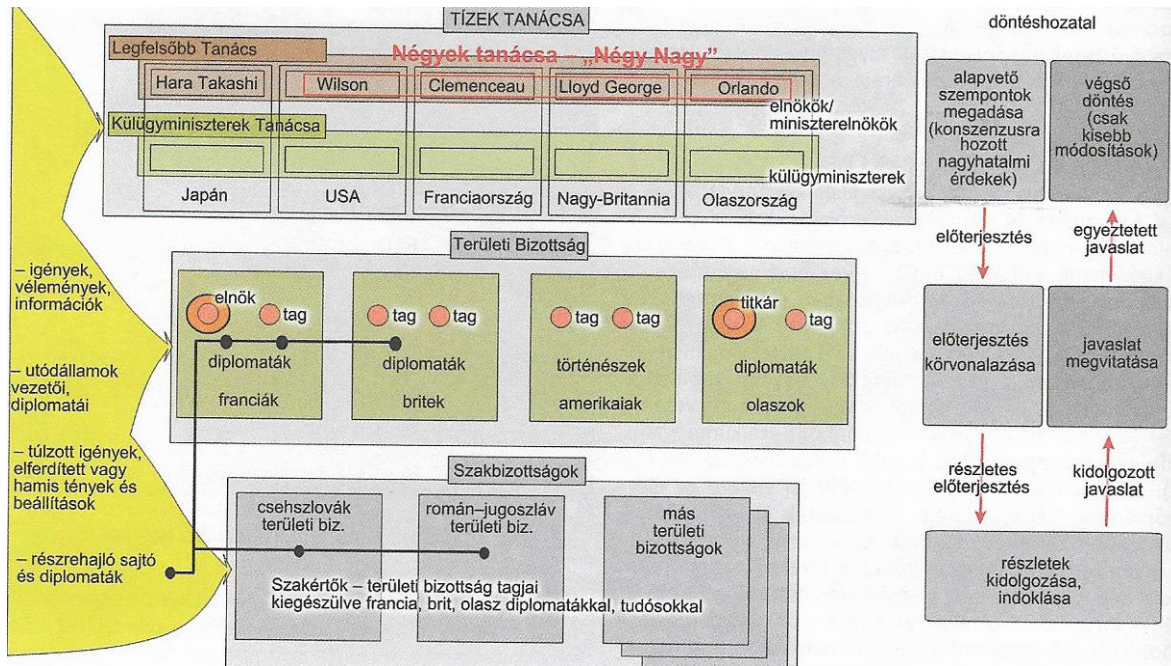 TÍZEK TANÁCSA
Legfelsőbb Tanács
Négyek tanácsa – „Négy Nagy”
Hara Takashi
Wilson
Clemenceau
Lloyd George
Orlando
elnökök/
miniszterelnökök
Külügyminiszterek Tanácsa
külügyminiszterek
Japán
USA
Franciaország
Nagy-Britannia
Olaszország
Területi Bizottság
elnök
tag
tag
tag
tag
tag
titkár
tag
diplomaták
diplomaták
történészek
diplomaták
franciák
britek
amerikaiak
olaszok
Szakbizottságok
csehszlovák
területi biz.
román–jugoszláv
területi biz.
más
területi
bizottságok
Szakértők – területi bizottság tagjai
kiegészülve francia, brit, olasz diplomatákkal, tudósokkal
– igények,
vélemények,
információk
– utódállamok
vezetői,
diplomatái
– túlzott igények,
elferdített vagy
hamis tények és
beállítások
– részrehajló sajtó
és diplomaták
döntéshozatal
alapvető
szempontok
megadása
(konszenzusra
hozott
nagyhatalmi
érdekek)
végső
döntés
(csak
kisebb
módosítások)
előterjesztés
egyeztetett
javaslat
előterjesztés
körvonalazása
javaslat
megvitatása
részletes
előterjesztés
kidolgozott
javaslat
részletek
kidolgozása,
indoklása